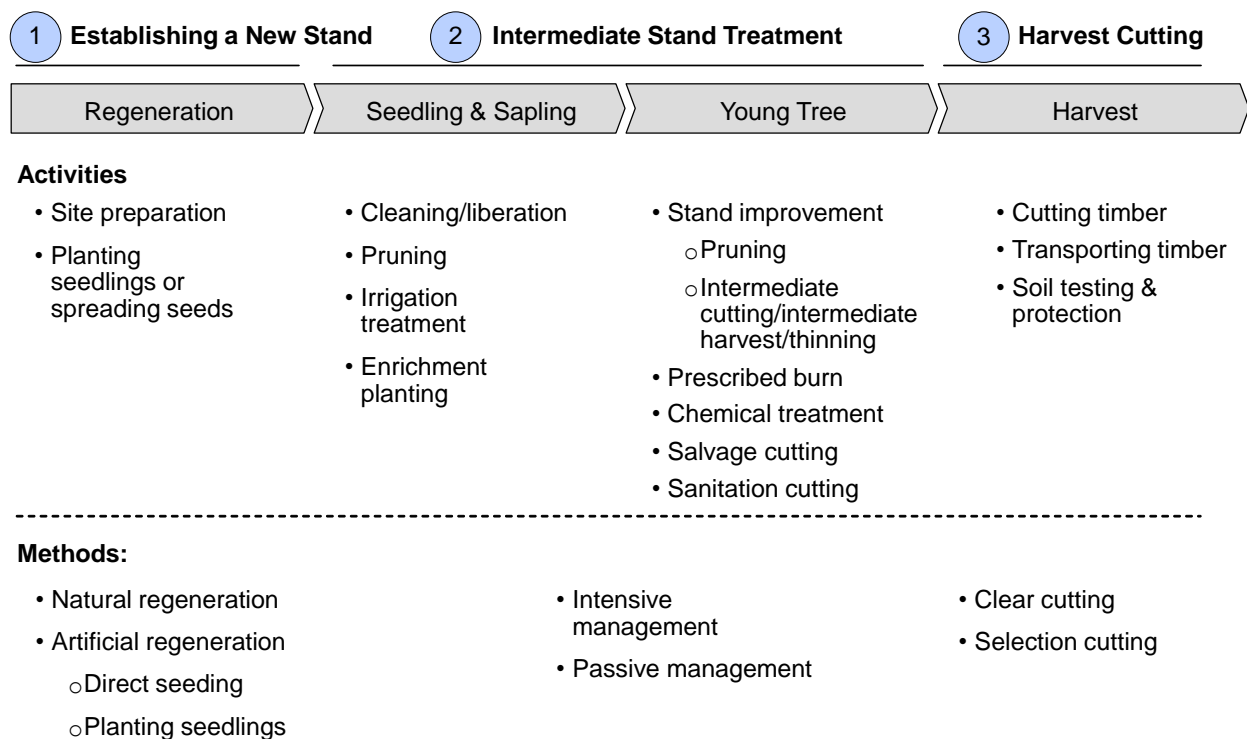 1 Establishing a New Stand
2 Intermediate Stand Treatment
3 Harvest Cutting
Regeneration
Seedling & Sapling
Young Tree
Harvest
Activities
• Site preparation
• Planting
seedlings or
spreading seeds
• Cleaning/liberation
• Pruning
• Irrigation
treatment
• Enrichment
planting
• Stand improvement
o Pruning
o Intermediate
cutting/intermediate
harvest/thinning
• Prescribed burn
• Chemical treatment
• Salvage cutting
• Sanitation cutting
• Cutting timber
• Transporting timber
• Soil testing &
protection
Methods:
• Natural regeneration
• Artificial regeneration
o Direct seeding
o Planting seedlings
• Intensive
management
• Passive management
• Clear cutting
• Selection cutting